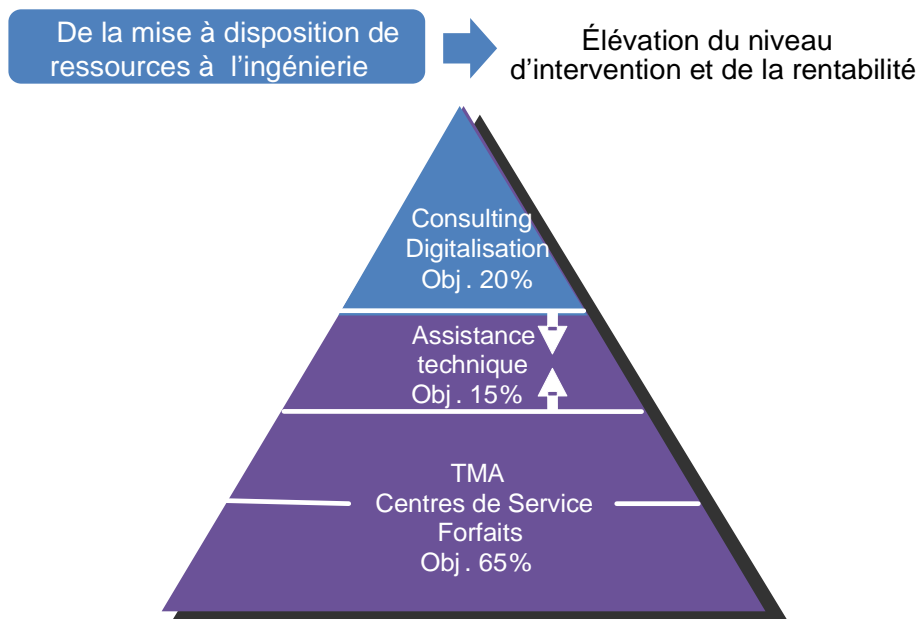 De la mise à disposition de
ressources à l'ingénierie
Élévation du niveau
d'intervention et de la rentabilité
Consulting
Digitalisation
Obj. 20%
Assistance
technique
Obj. 15%
TMA
Centres de Service
Forfaits
Obj. 65%